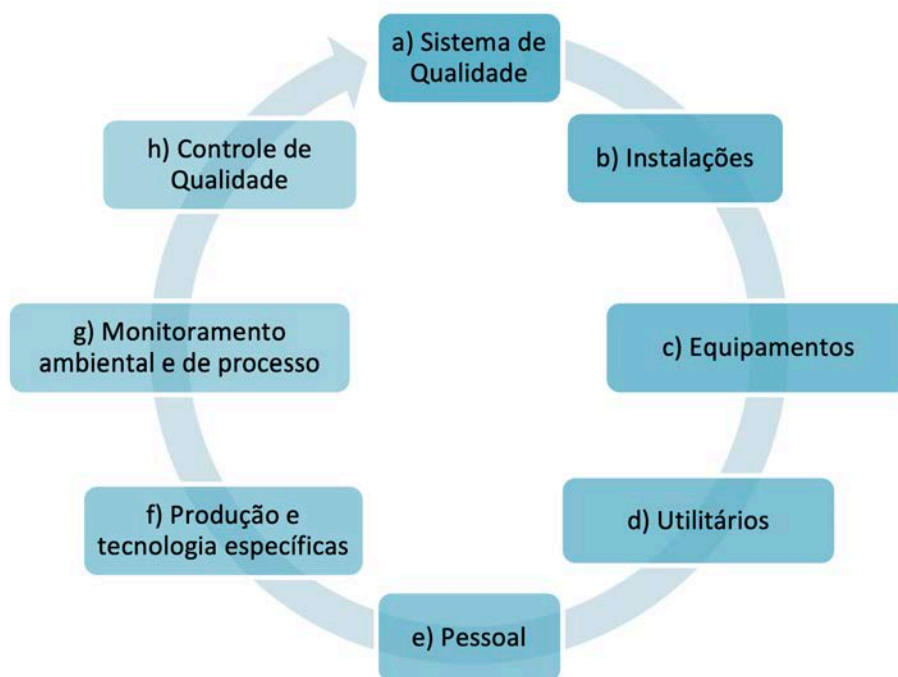 a) Sistema de
Qualidade
b) Instalações
c) Equipamentos
d) Utilitários
e) Pessoal
f) Produção e
tecnologia específicas
g) Monitoramento
ambiental e de processo
h) Controle de
Qualidade